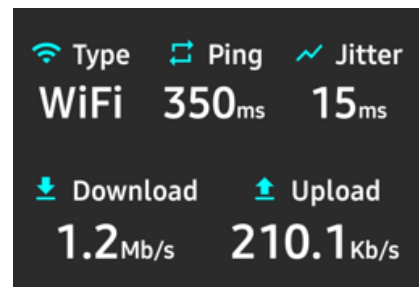 Type Ping Jitter
WiFi 350ms 15ms
Download Upload
1.2Mb/s 210.1Kb/s